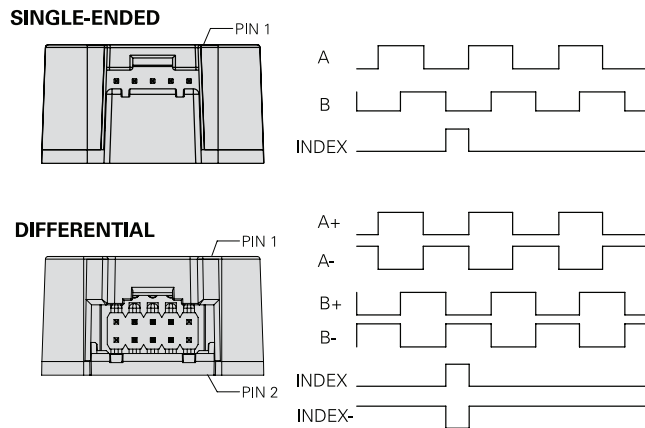 SINGLE-ENDED
PIN 1
A
B
INDEX
DIFFERENTIAL
PIN 1
PIN 2
A+
A-
B+
B-
INDEX
INDEX-